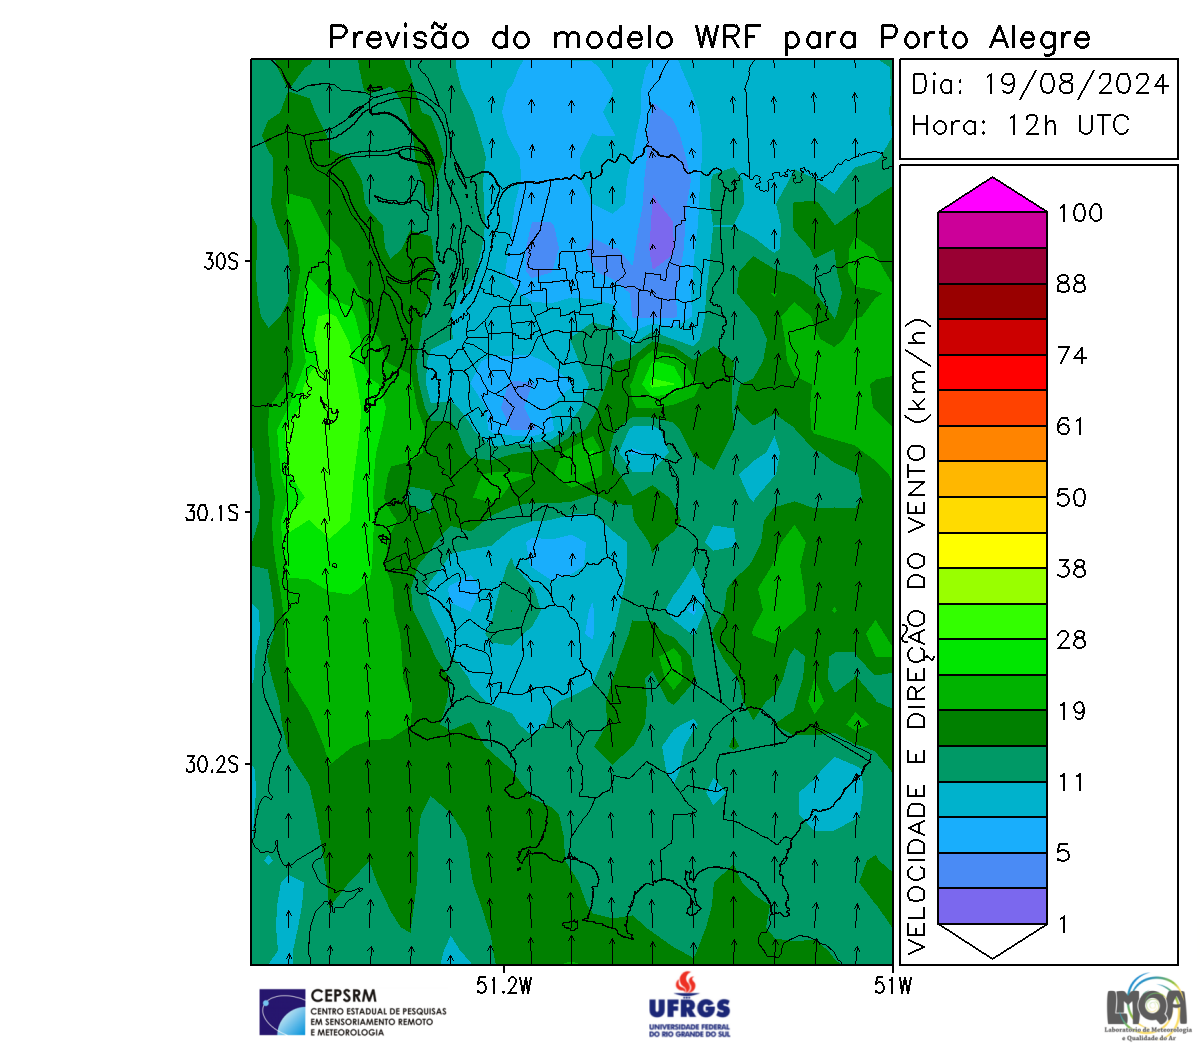 Previsão do modelo WRF para Porto Alegre
Dia: 19/08/2024
Hora: 12h UTC
30S
30.1S
30.2S
51.2W
51W
VELOCIDADE E DIREÇÃO DO VENTO (km/h)
100
88
74
61
50
38
28
19
11
5
1
CEPSRM
CENTRO ESTADUAL DE PESQUISAS
EM SENSORIAMENTO REMOTO
E METEOROLOGIA
UFRGS
UNIVERSIDADE FEDERAL
DO RIO GRANDE DO SUL
LMQA
Laboratório de Meteorologia
e Qualidade do Ar